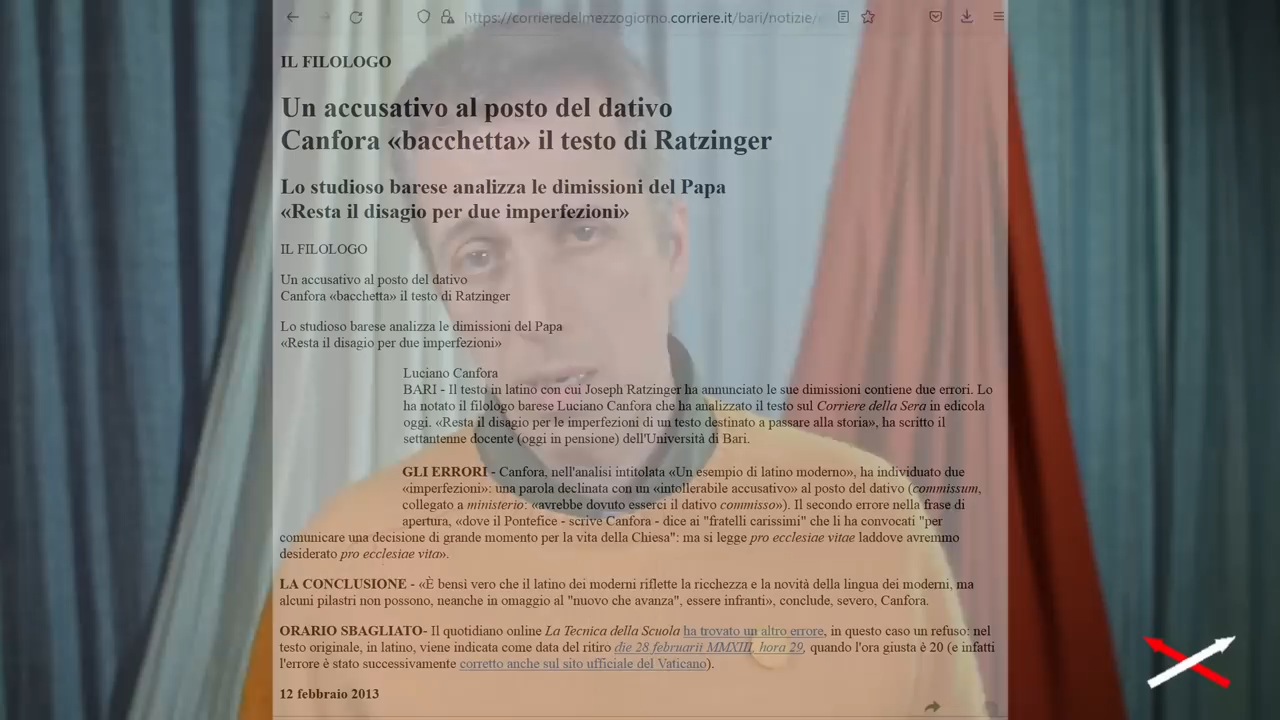 https://corrieredelmezzogiorno.corriere.it/bari/notizie/
IL FILOLOGO
Un accusativo al posto del dativo
Canfora «bacchetta» il testo di Ratzinger
Lo studioso barese analizza le dimissioni del Papa
«Resta il disagio per due imperfezioni»
IL FILOLOGO
Un accusativo al posto del dativo
Canfora «bacchetta» il testo di Ratzinger
Lo studioso barese analizza le dimissioni del Papa
«Resta il disagio per due imperfezioni»
Luciano Canfora
BARI - Il testo in latino con cui Joseph Ratzinger ha annunciato le sue dimissioni contiene due errori. Lo
ha notato il filologo barese Luciano Canfora che ha analizzato il testo sul Corriere della Sera in edicola
oggi. «Resta il disagio per le imperfezioni di un testo destinato a passare alla storia», ha scritto il
settantenne docente (oggi in pensione) dell'Università di Bari.
GLI ERRORI - Canfora, nell'analisi intitolata «Un esempio di latino moderno», ha individuato due
«imperfezioni»: una parola declinata con un «intollerabile accusativo» al posto del dativo (commissum,
collegato a ministerio: «avrebbe dovuto esserci il dativo commisso»). Il secondo errore nella frase di
apertura, «dove il Pontefice - scrive Canfora - dice ai "fratelli carissimi" che li ha convocati "per
comunicare una decisione di grande momento per la vita della Chiesa": ma si legge pro ecclesiae vitae laddove avremmo
desiderato pro ecclesiae vita».
LA CONCLUSIONE - «È bensì vero che il latino dei moderni riflette la ricchezza e la novità della lingua dei moderni, ma
alcuni pilastri non possono, neanche in omaggio al "nuovo che avanza", essere infranti», conclude, severo, Canfora.
ORARIO SBAGLIATO- Il quotidiano online La Tecnica della Scuola ha trovato un altro errore, in questo caso un refuso: nel
testo originale, in latino, viene indicata come data del ritiro die 28 februarii MMXIII, hora 29, quando l'ora giusta è 20 (e infatti
l'errore è stato successivamente corretto anche sul sito ufficiale del Vaticano).
12 febbraio 2013